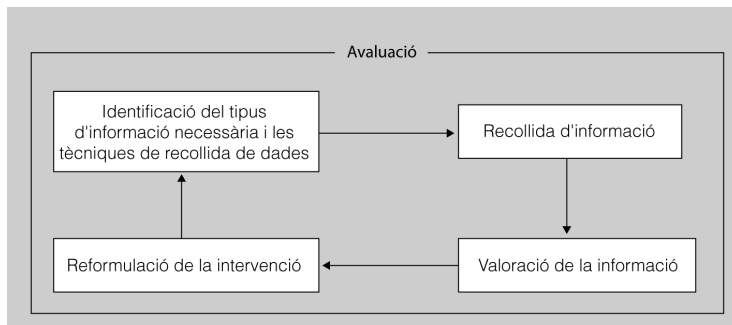 Avaluació
Identificació del tipus
d'informació necessària i les
tècniques de recollida de dades
Recollida d'informació
Reformulació de la intervenció
Valoració de la informació